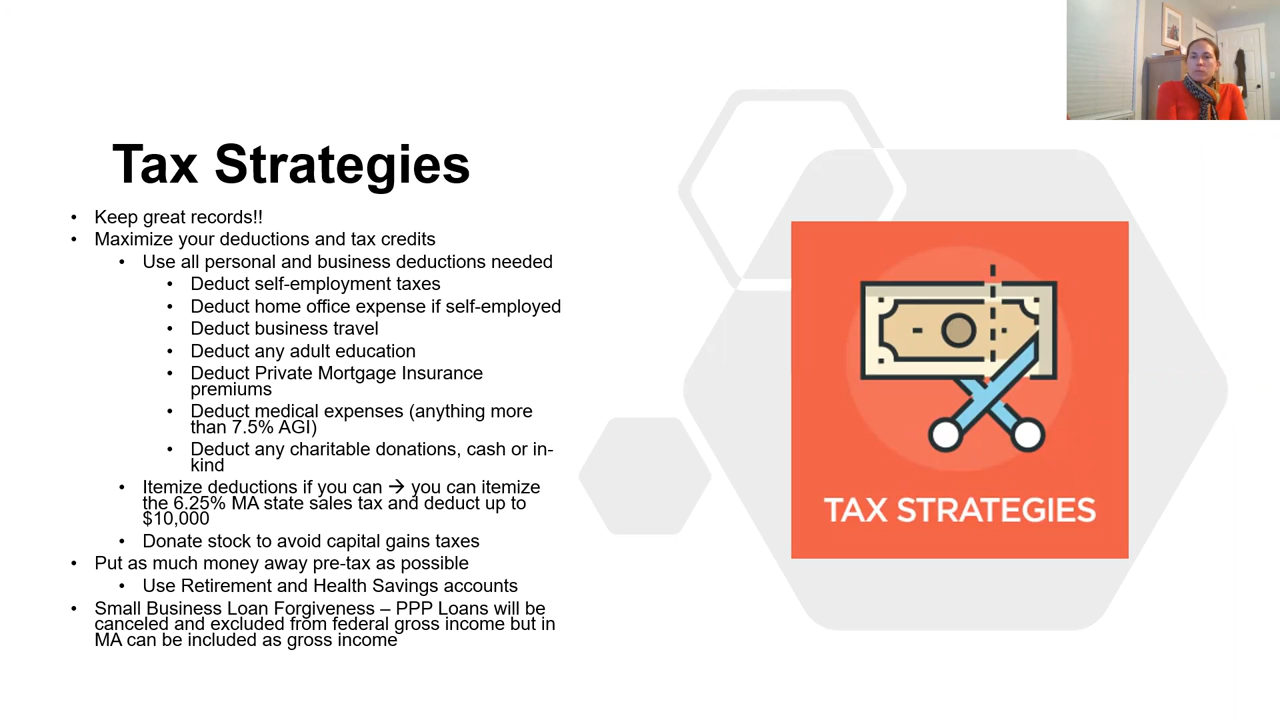 Tax Strategies
• Keep great records!!
• Maximize your deductions and tax credits
• Use all personal and business deductions needed
• Deduct self-employment taxes
• Deduct home office expense if self-employed
• Deduct business travel
• Deduct any adult education
• Deduct Private Mortgage Insurance
premiums
• Deduct medical expenses (anything more
than 7.5% AGI)
• Deduct any charitable donations, cash or in-
kind
• Itemize deductions if you can → you can itemize
the 6.25% MA state sales tax and deduct up to
$10,000
• Donate stock to avoid capital gains taxes
• Put as much money away pre-tax as possible
• Use Retirement and Health Savings accounts
• Small Business Loan Forgiveness – PPP Loans will be
canceled and excluded from federal gross income but in
MA can be included as gross income
TAX STRATEGIES